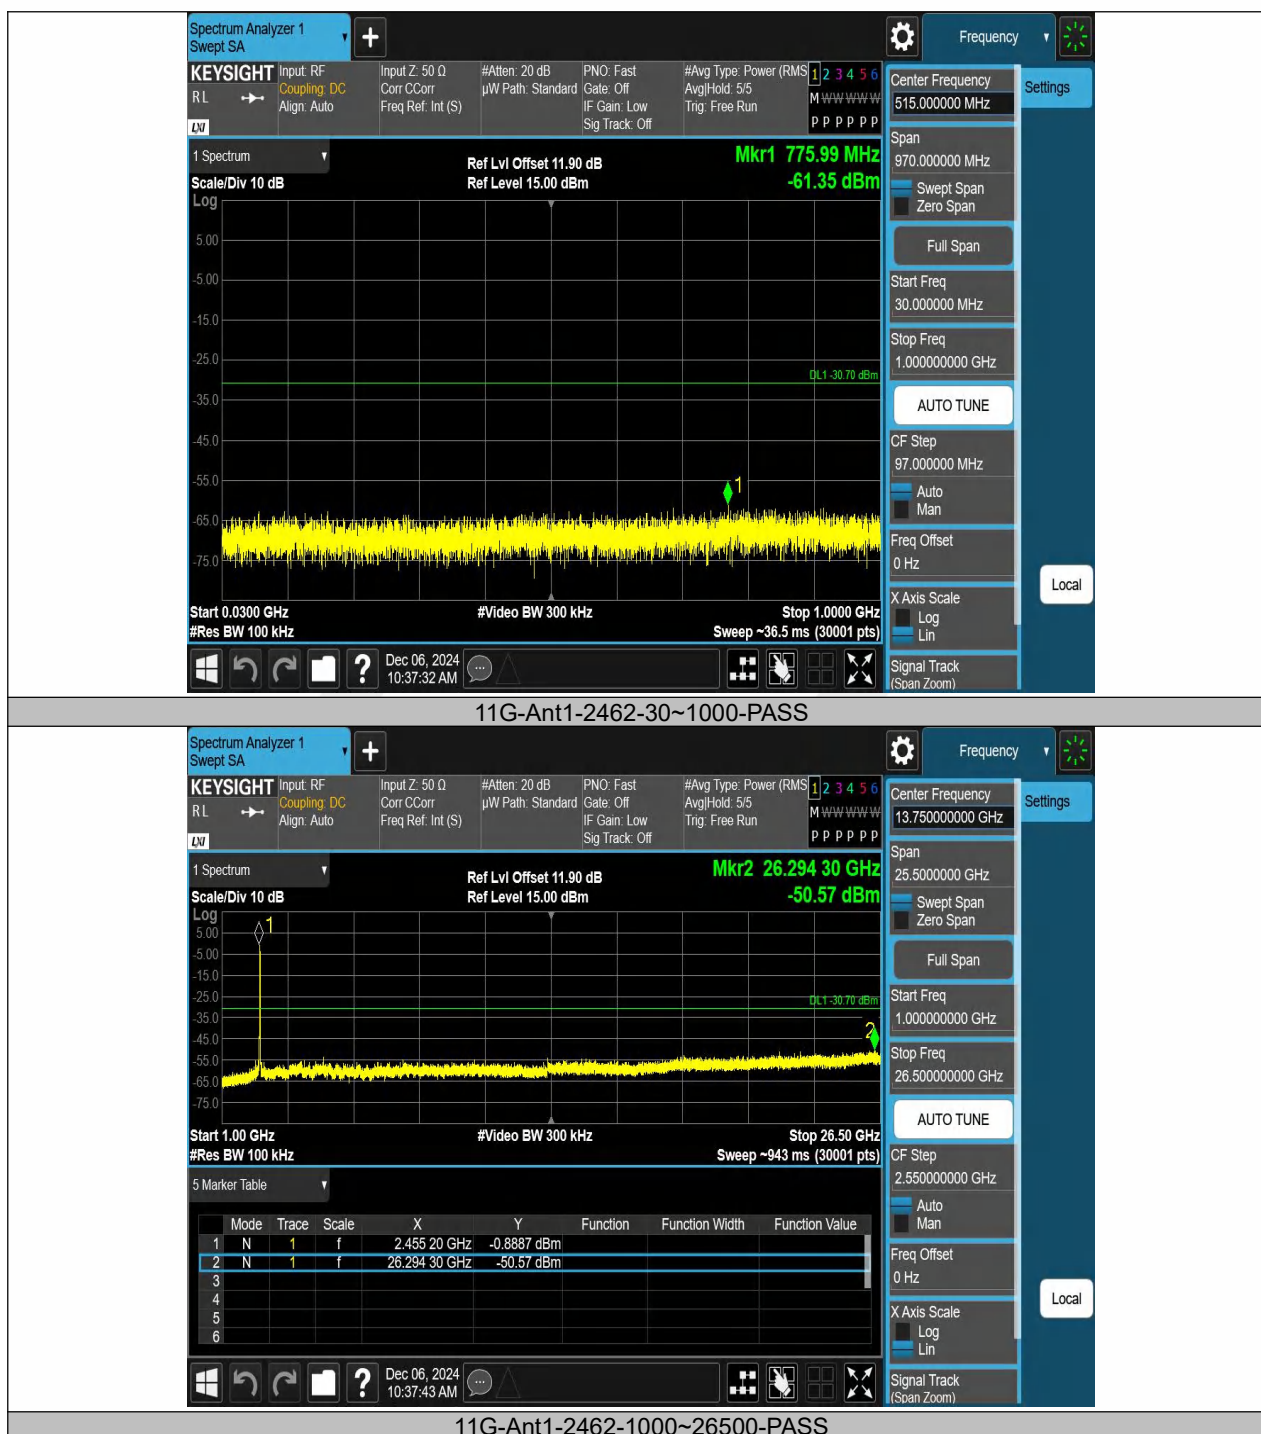 Spectrum Analyzer 1
Swept SA
+
Frequency
KEYSIGHT
RL
LXI
Input: RF
Coupling: DC
Align: Auto
Input Z: 50 Ω
Corr CCorr
Freq Ref: Int (S)
#Atten: 20 dB
µW Path: Standard
PNO: Fast
Gate: Off
IF Gain: Low
Sig Track: Off
#Avg Type: Power (RMS
Avg|Hold: 5/5
Trig: Free Run
1 2 3 4 5 6
M W W W W W
P P P P P P
Center Frequency
515.000000 MHz
Settings
Span
970.000000 MHz
Swept Span
Zero Span
Full Span
Start Freq
30.000000 MHz
Stop Freq
1.000000000 GHz
AUTO TUNE
CF Step
97.000000 MHz
Auto
Man
Freq Offset
0 Hz
X Axis Scale
Log
Lin
Signal Track
(Span Zoom)
Local
1 Spectrum
Scale/Div 10 dB
Log
Ref Lvl Offset 11.90 dB
Ref Level 15.00 dBm
Mkr1 775.99 MHz
-61.35 dBm
5.00
-5.00
-15.0
-25.0
DL1 -30.70 dBm
-35.0
-45.0
-55.0
1
-65.0
-75.0
Start 0.0300 GHz
#Video BW 300 kHz
Stop 1.0000 GHz
#Res BW 100 kHz
Sweep ~36.5 ms (30001 pts)
?
Dec 06, 2024
10:37:32 AM
11G-Ant1-2462-30~1000-PASS
Spectrum Analyzer 1
Swept SA
+
Frequency
KEYSIGHT
RL
LXI
Input: RF
Coupling: DC
Align: Auto
Input Z: 50 Ω
Corr CCorr
Freq Ref: Int (S)
#Atten: 20 dB
µW Path: Standard
PNO: Fast
Gate: Off
IF Gain: Low
Sig Track: Off
#Avg Type: Power (RMS
Avg|Hold: 5/5
Trig: Free Run
1 2 3 4 5 6
M W W W W W
P P P P P P
Center Frequency
13.750000000 GHz
Settings
Span
25.5000000 GHz
Swept Span
Zero Span
Full Span
Start Freq
1.000000000 GHz
Stop Freq
26.500000000 GHz
AUTO TUNE
CF Step
2.550000000 GHz
Auto
Man
Freq Offset
0 Hz
X Axis Scale
Log
Lin
Signal Track
(Span Zoom)
Local
1 Spectrum
Scale/Div 10 dB
Log
Ref Lvl Offset 11.90 dB
Ref Level 15.00 dBm
Mkr2 26.294 30 GHz
-50.57 dBm
1
5.00
-5.00
-15.0
-25.0
DL1 -30.70 dBm
-35.0
2
-45.0
-55.0
-65.0
-75.0
Start 1.00 GHz
#Video BW 300 kHz
Stop 26.50 GHz
#Res BW 100 kHz
Sweep ~943 ms (30001 pts)
5 Marker Table
Mode Trace Scale X Y Function Function Width Function Value
1 N 1 f 2.455 20 GHz -0.8887 dBm
2 N 1 f 26.294 30 GHz -50.57 dBm
3
4
5
6
?
Dec 06, 2024
10:37:43 AM
11G-Ant1-2462-1000~26500-PASS